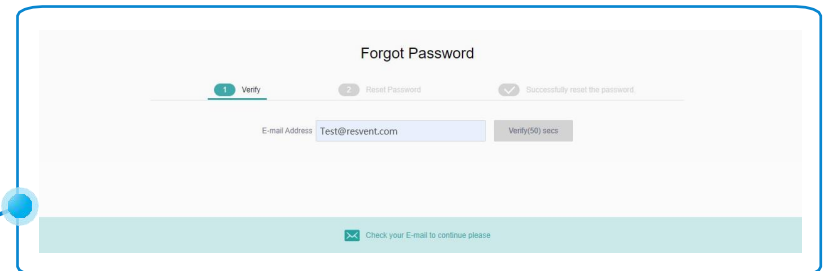 Forgot Password
1 Verify 2 Reset Password Successfully reset the password
E-mail Address Test@resvent.com Verify(50) secs
Check your E-mail to continue please